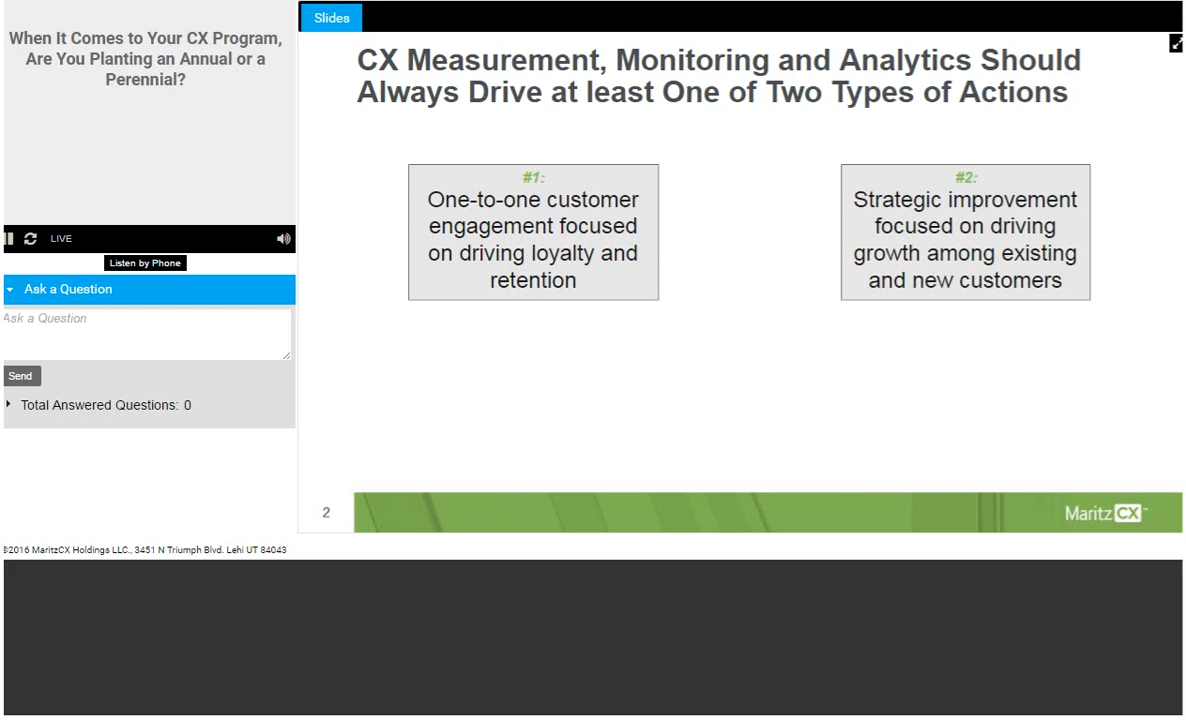 When It Comes to Your CX Program,
Are You Planting an Annual or a
Perennial?
LIVE
Listen by Phone
Ask a Question
Ask a Question
Send
Total Answered Questions: 0
Slides
CX Measurement, Monitoring and Analytics Should
Always Drive at least One of Two Types of Actions
#1:
One-to-one customer
engagement focused
on driving loyalty and
retention
#2:
Strategic improvement
focused on driving
growth among existing
and new customers
2
MaritzCX
©2016 MaritzCX Holdings LLC., 3451 N Triumph Blvd. Lehi UT 84043